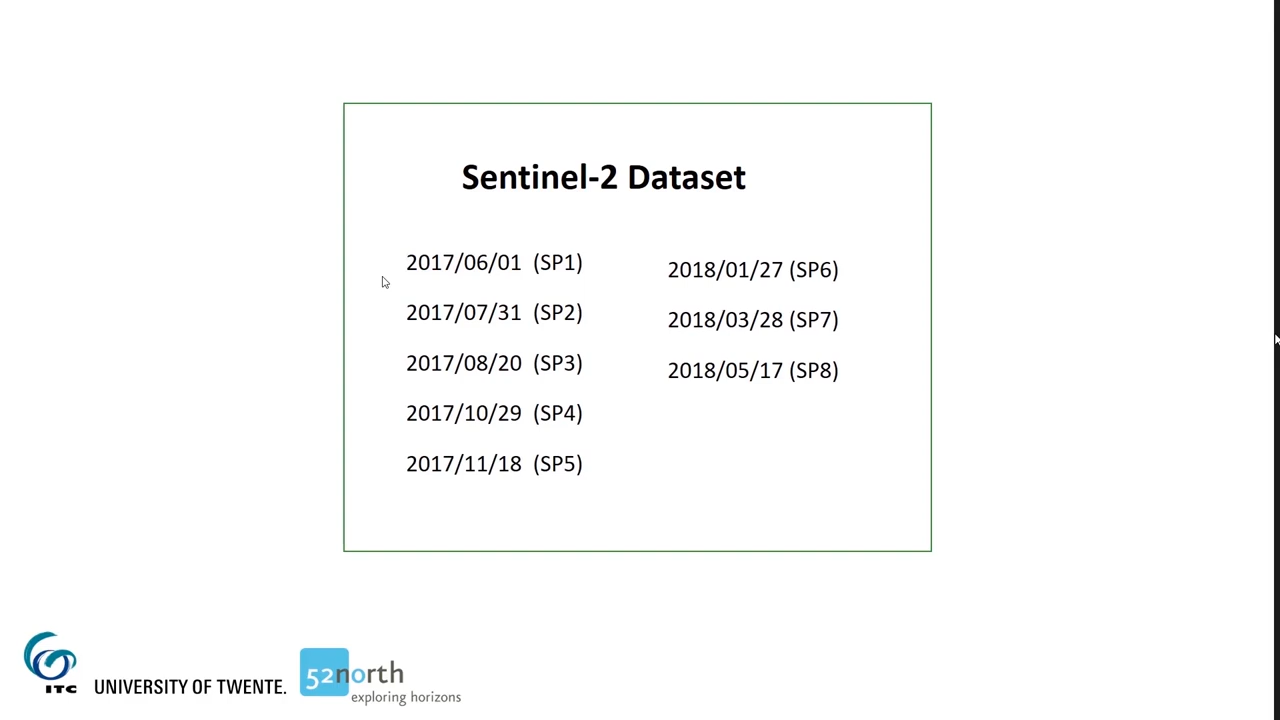 Sentinel-2 Dataset
2017/06/01 (SP1)
2017/07/31 (SP2)
2017/08/20 (SP3)
2017/10/29 (SP4)
2017/11/18 (SP5)
2018/01/27 (SP6)
2018/03/28 (SP7)
2018/05/17 (SP8)
ITC
UNIVERSITY OF TWENTE.
52north
exploring horizons